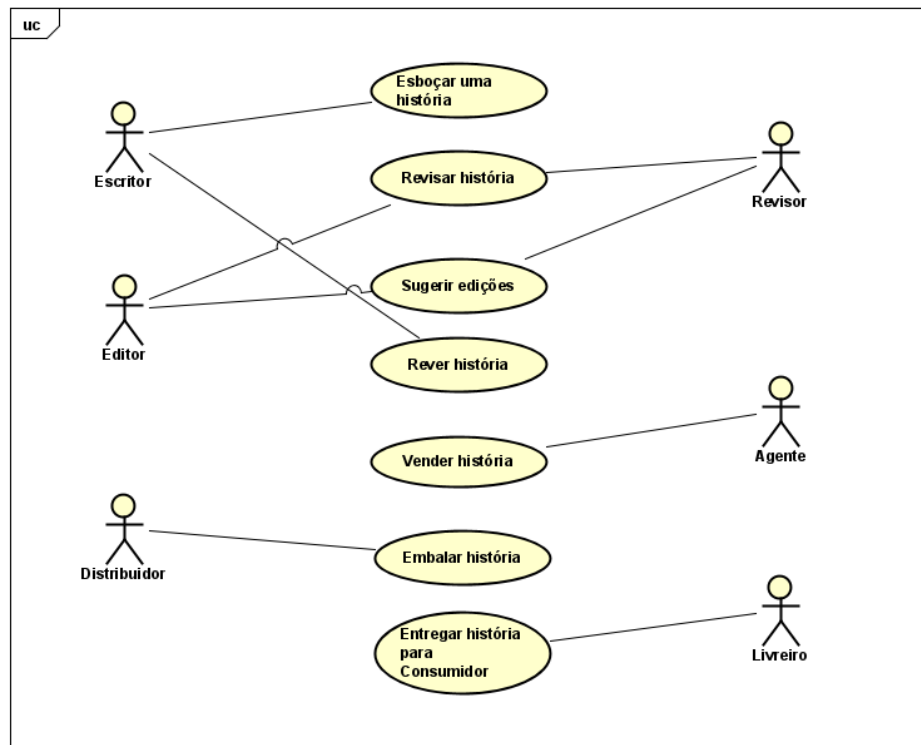 uc
Esboçar uma
história
Escritor
Revisar história
Revisor
Sugerir edições
Editor
Rever história
Vender história
Agente
Distribuidor
Embalar história
Entregar história
para
Consumidor
Livreiro